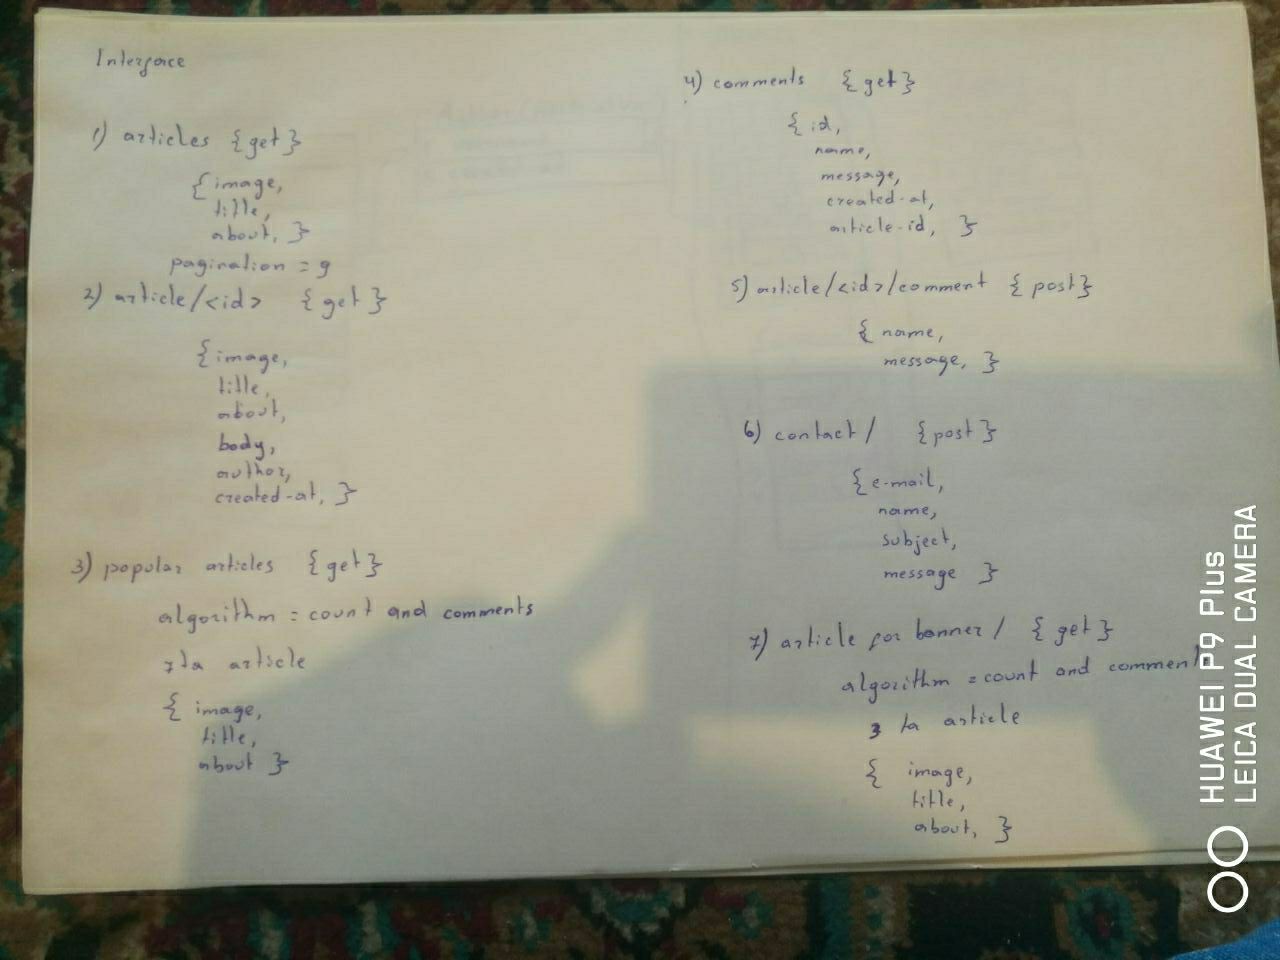 Interface
1) articles {get}
{image,
title,
about, }
pagination = 9
2) article/<id> {get}
{image,
title,
about,
body,
author,
created-at, }
3) popular articles {get}
algorithm = count and comments
7 ta article
{ image,
title,
about }
4) comments {get}
{ id,
name,
message,
created-at,
article-id, }
5) article/<id>/comment {post}
{ name,
message, }
6) contact/ {post}
{ e-mail,
name,
subject,
message }
7) article for banner/ {get}
algorithm = count and comment
3 ta article
{ image,
title,
about, }
HUAWEI P9 Plus
LEICA DUAL CAMERA